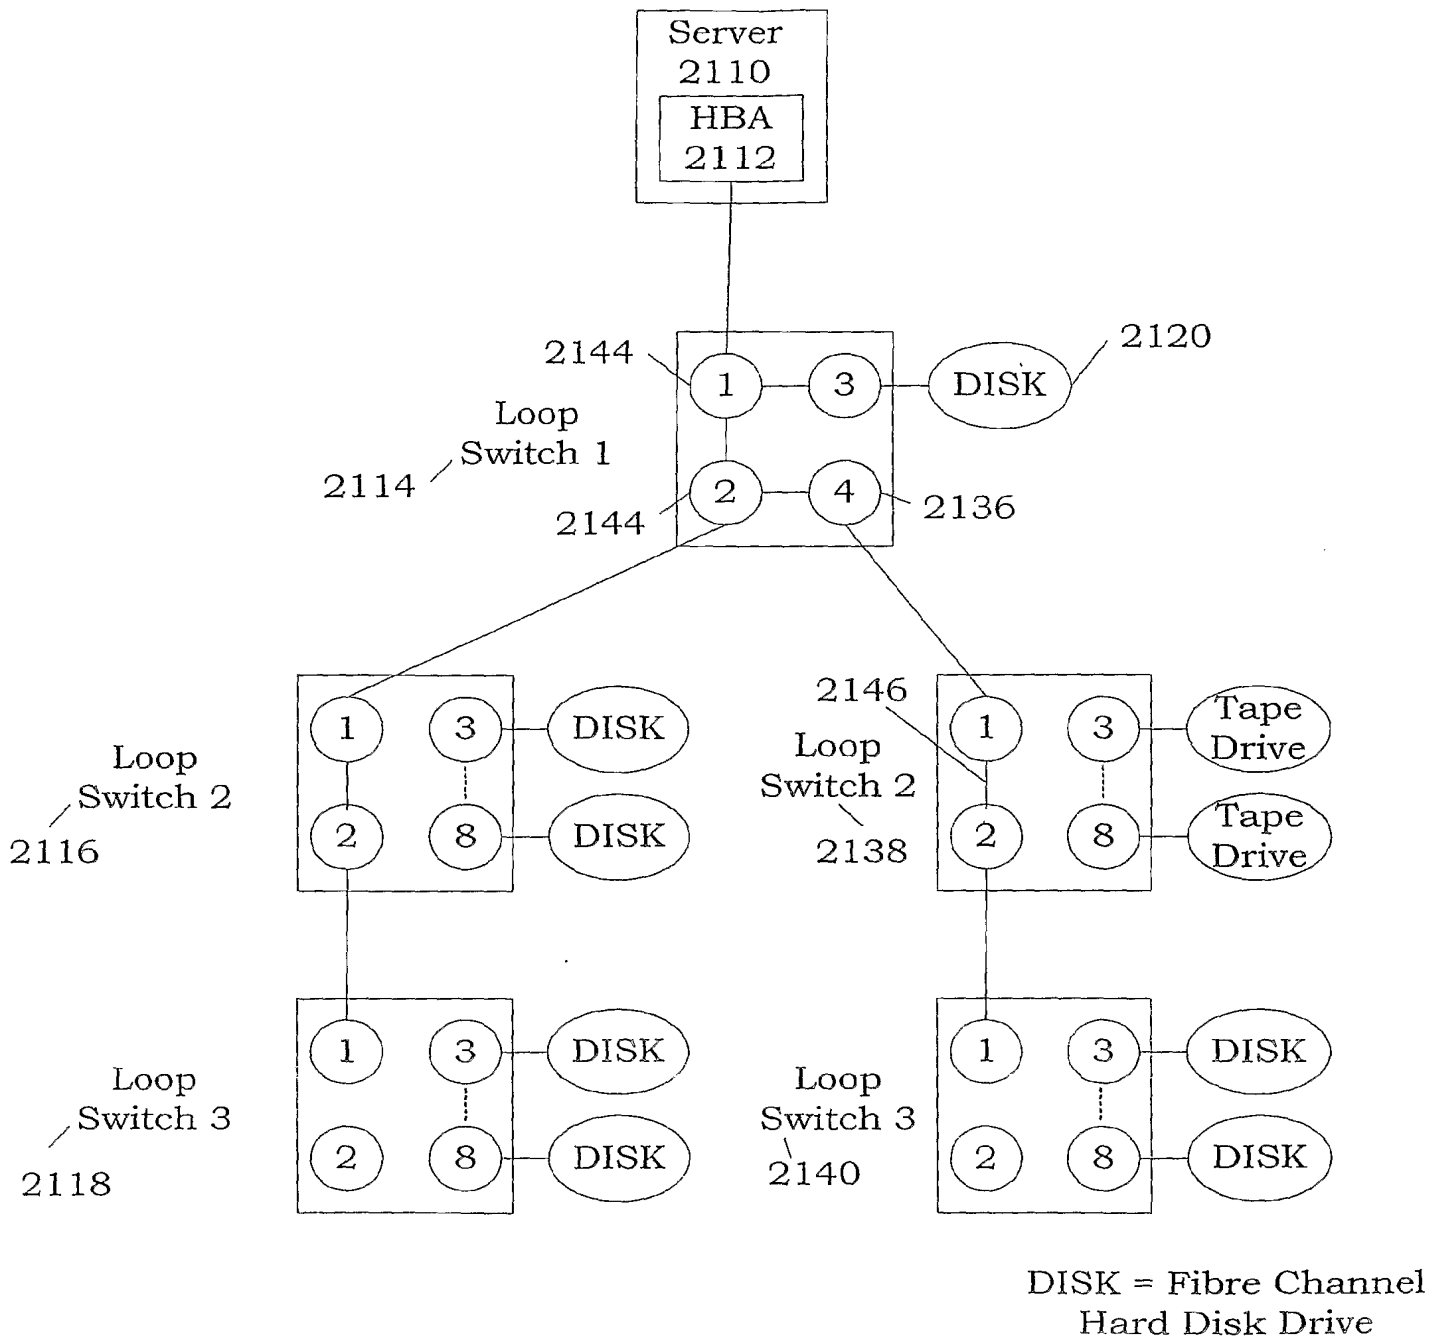 Server
2110
HBA
2112
2144
1
3
DISK
2120
Loop
Switch 1
2114
2
4
2136
2144
1
3
DISK
Loop
Switch 2
2116
2
8
DISK
2146
1
3
Tape
Drive
Loop
Switch 2
2138
2
8
Tape
Drive
1
3
DISK
Loop
Switch 3
2118
2
8
DISK
1
3
DISK
Loop
Switch 3
2140
2
8
DISK
DISK = Fibre Channel
Hard Disk Drive